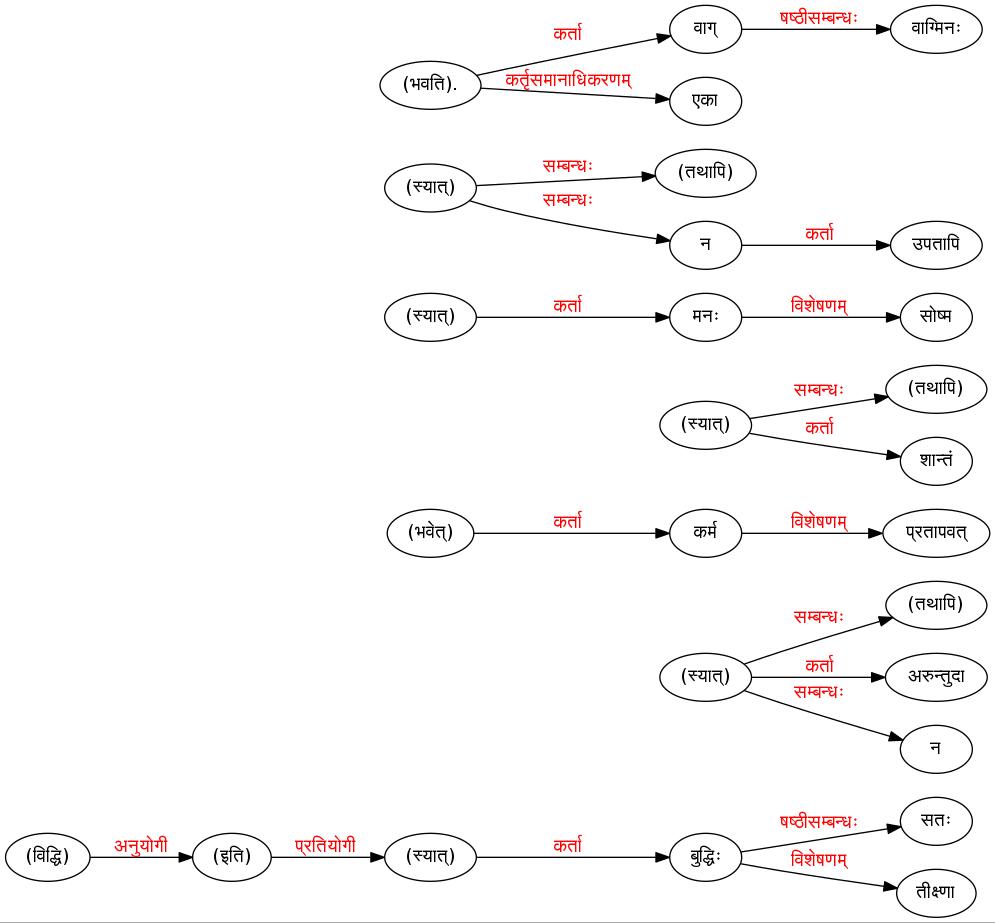 कर्ता
वाग्
षष्ठीसम्बन्धः
वाग्मिनः
(भवति).
कर्तृसमानाधिकरणम्
एका
(स्यात्)
सम्बन्धः
(तथापि)
सम्बन्धः
न
कर्ता
उपतापि
(स्यात्)
कर्ता
मनः
विशेषणम्
सोष्म
(स्यात्)
सम्बन्धः
(तथापि)
कर्ता
शान्तं
(भवेत्)
कर्ता
कर्म
विशेषणम्
प्रतापवत्
(स्यात्)
सम्बन्धः
(तथापि)
कर्ता
अरुन्तुदा
सम्बन्धः
न
(विद्धि)
अनुयोगी
(इति)
प्रतियोगी
(स्यात्)
कर्ता
बुद्धिः
षष्ठीसम्बन्धः
सतः
विशेषणम्
तीक्ष्णा